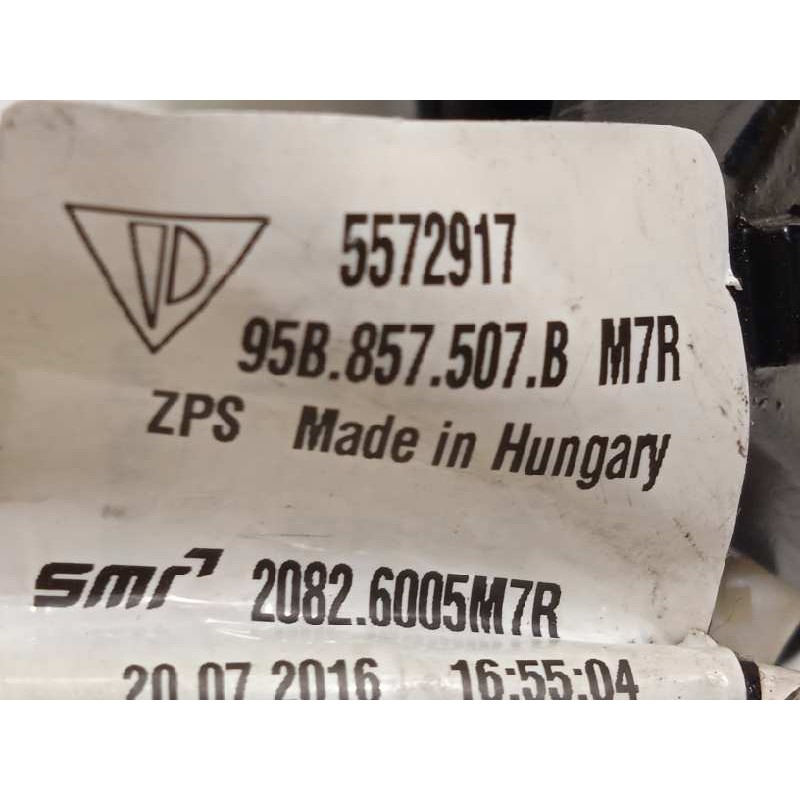 5572917
95B.857.507.B M7R
ZPS Made in Hungary
smr 2082.6005M7R
20.07.2016 16:55:04